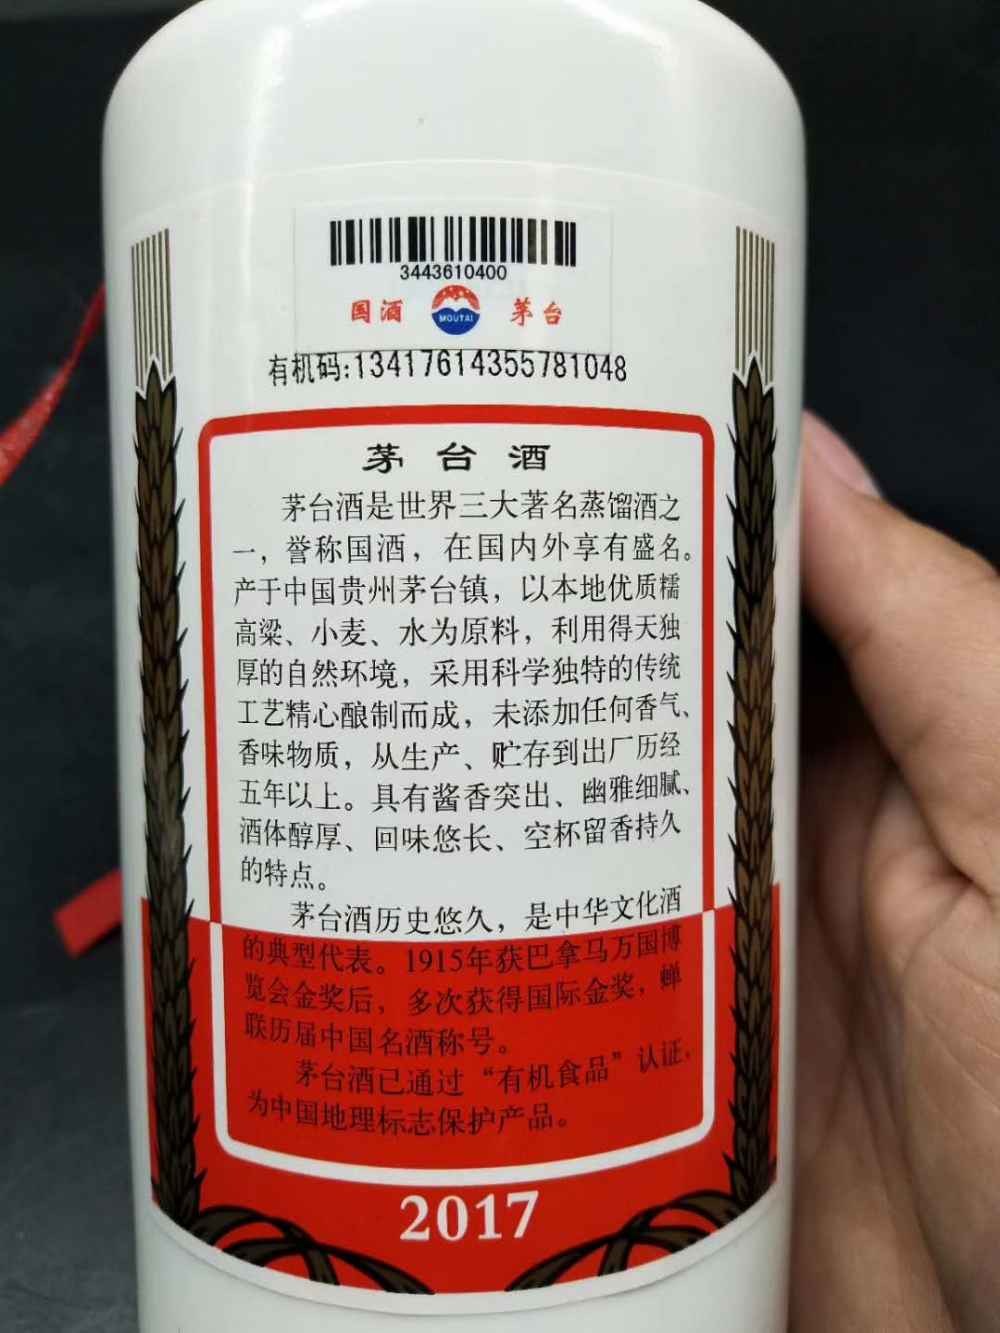 3443610400
国酒 MOUTAI 茅台
有机码:13417614355781048
茅台酒
茅台酒是世界三大著名蒸馏酒之
一，誉称国酒，在国内外享有盛名。
产于中国贵州茅台镇，以本地优质糯
高粱、小麦、水为原料，利用得天独
厚的自然环境，采用科学独特的传统
工艺精心酿制而成，未添加任何香气、
香味物质，从生产、贮存到出厂历经
五年以上。具有酱香突出、幽雅细腻、
酒体醇厚、回味悠长、空杯留香持久
的特点。
茅台酒历史悠久，是中华文化酒
的典型代表。1915年获巴拿马万国博
览会金奖后，多次获得国际金奖，蝉
联历届中国名酒称号。
茅台酒已通过“有机食品”认证，
为中国地理标志保护产品。
2017